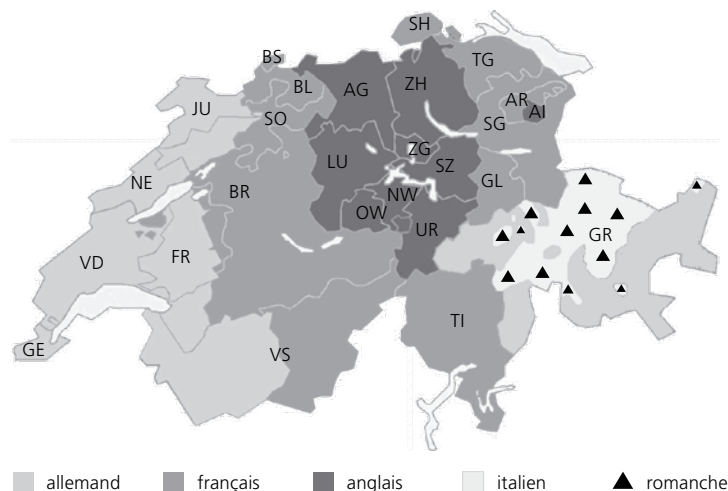 SH
BS
TG
BL
AG
ZH
JU
AR
AI
SO
SG
ZG
LU
SZ
NE
BR
NW
GL
OW
UR
GR
VD
FR
TI
GE
VS
allemand français anglais italien romanche